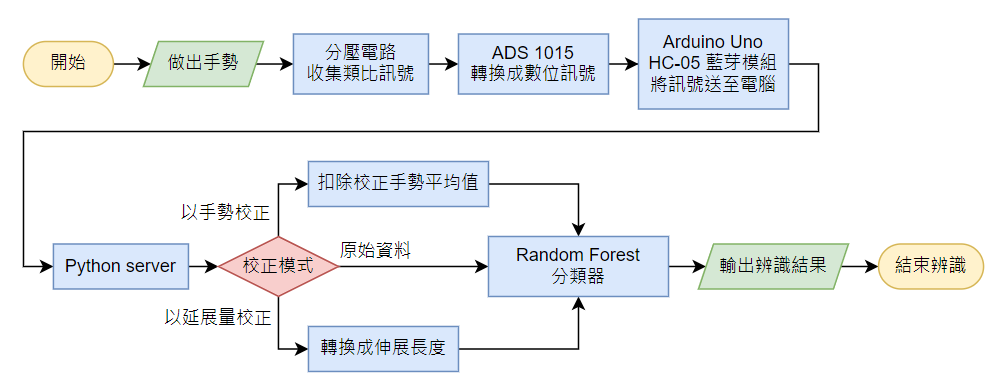 開始
做出手勢
分壓電路
收集類比訊號
ADS 1015
轉換成數位訊號
Arduino Uno
HC-05 藍芽模組
將訊號送至電腦
扣除校正手勢平均值
以手勢校正
原始資料
Python server
校正模式
Random Forest
分類器
輸出辨識結果
結束辨識
以延展量校正
轉換成伸展長度